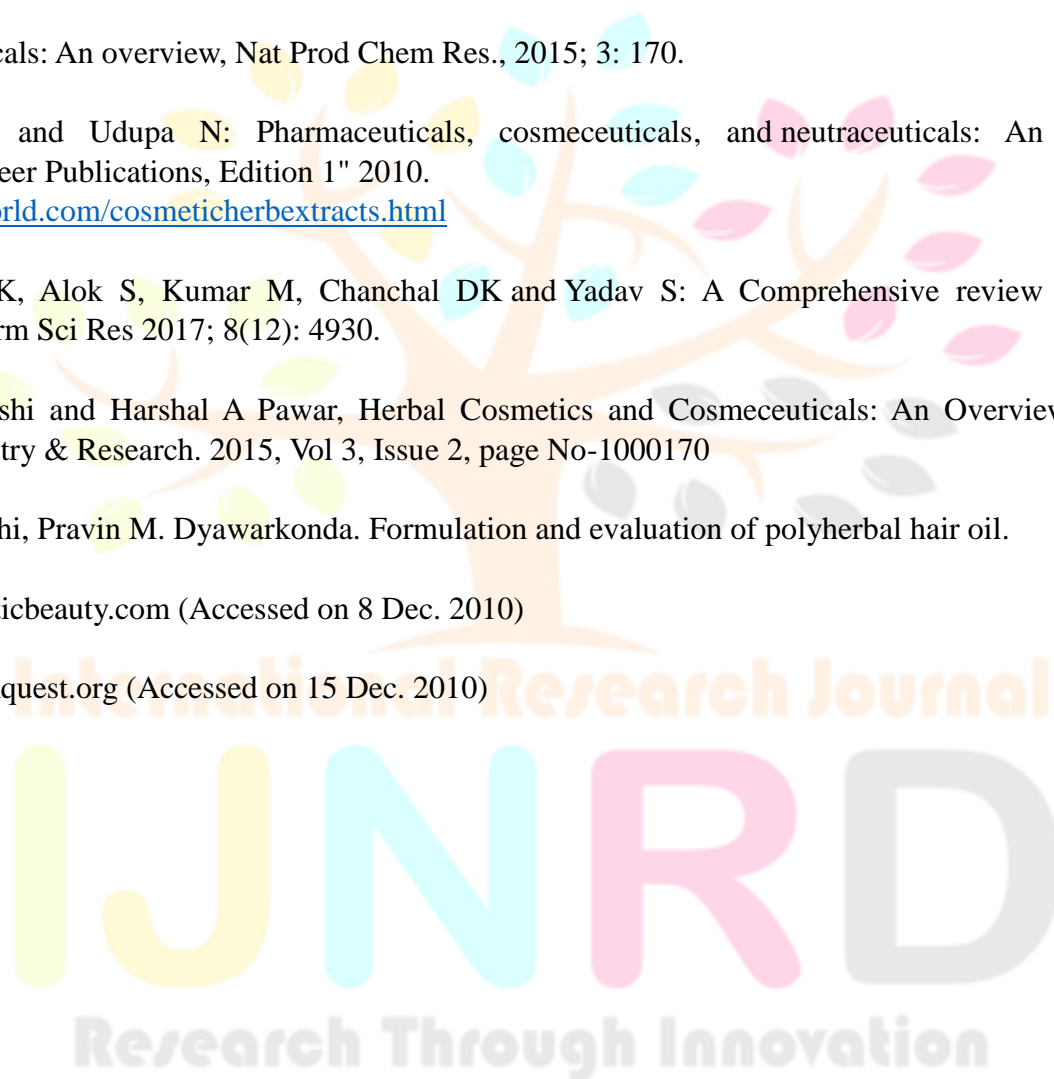 cals: An overview, Nat Prod Chem Res., 2015; 3: 170.
and Udupa N: Pharmaceuticals, cosmeceuticals, and neutraceuticals: An
eer Publications, Edition 1" 2010.
orld.com/cosmeticherbextracts.html
K, Alok S, Kumar M, Chanchal DK and Yadav S: A Comprehensive review
rm Sci Res 2017; 8(12): 4930.
shi and Harshal A Pawar, Herbal Cosmetics and Cosmeceuticals: An Overview
try & Research. 2015, Vol 3, Issue 2, page No-1000170
hi, Pravin M. Dyawarkonda. Formulation and evaluation of polyherbal hair oil.
ticbeauty.com (Accessed on 8 Dec. 2010)
International Research Journal
quest.org (Accessed on 15 Dec. 2010)
IJNRD
Research Through Innovation